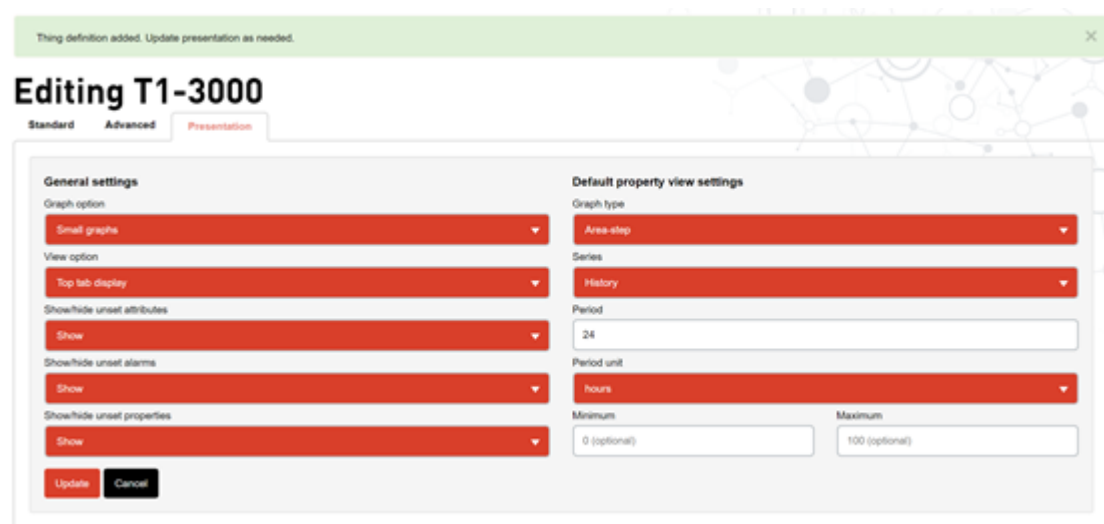 Thing definition added. Update presentation as needed.
×
Editing T1-3000
Standard Advanced Presentation
General settings
Graph option
Small graphs
View option
Top tab display
Show/hide unset attributes
Show
Show/hide unset alarms
Show
Show/hide unset properties
Show
Update Cancel
Default property view settings
Graph type
Area-step
Series
History
Period
24
Period unit
hours
Minimum Maximum
0 (optional) 100 (optional)